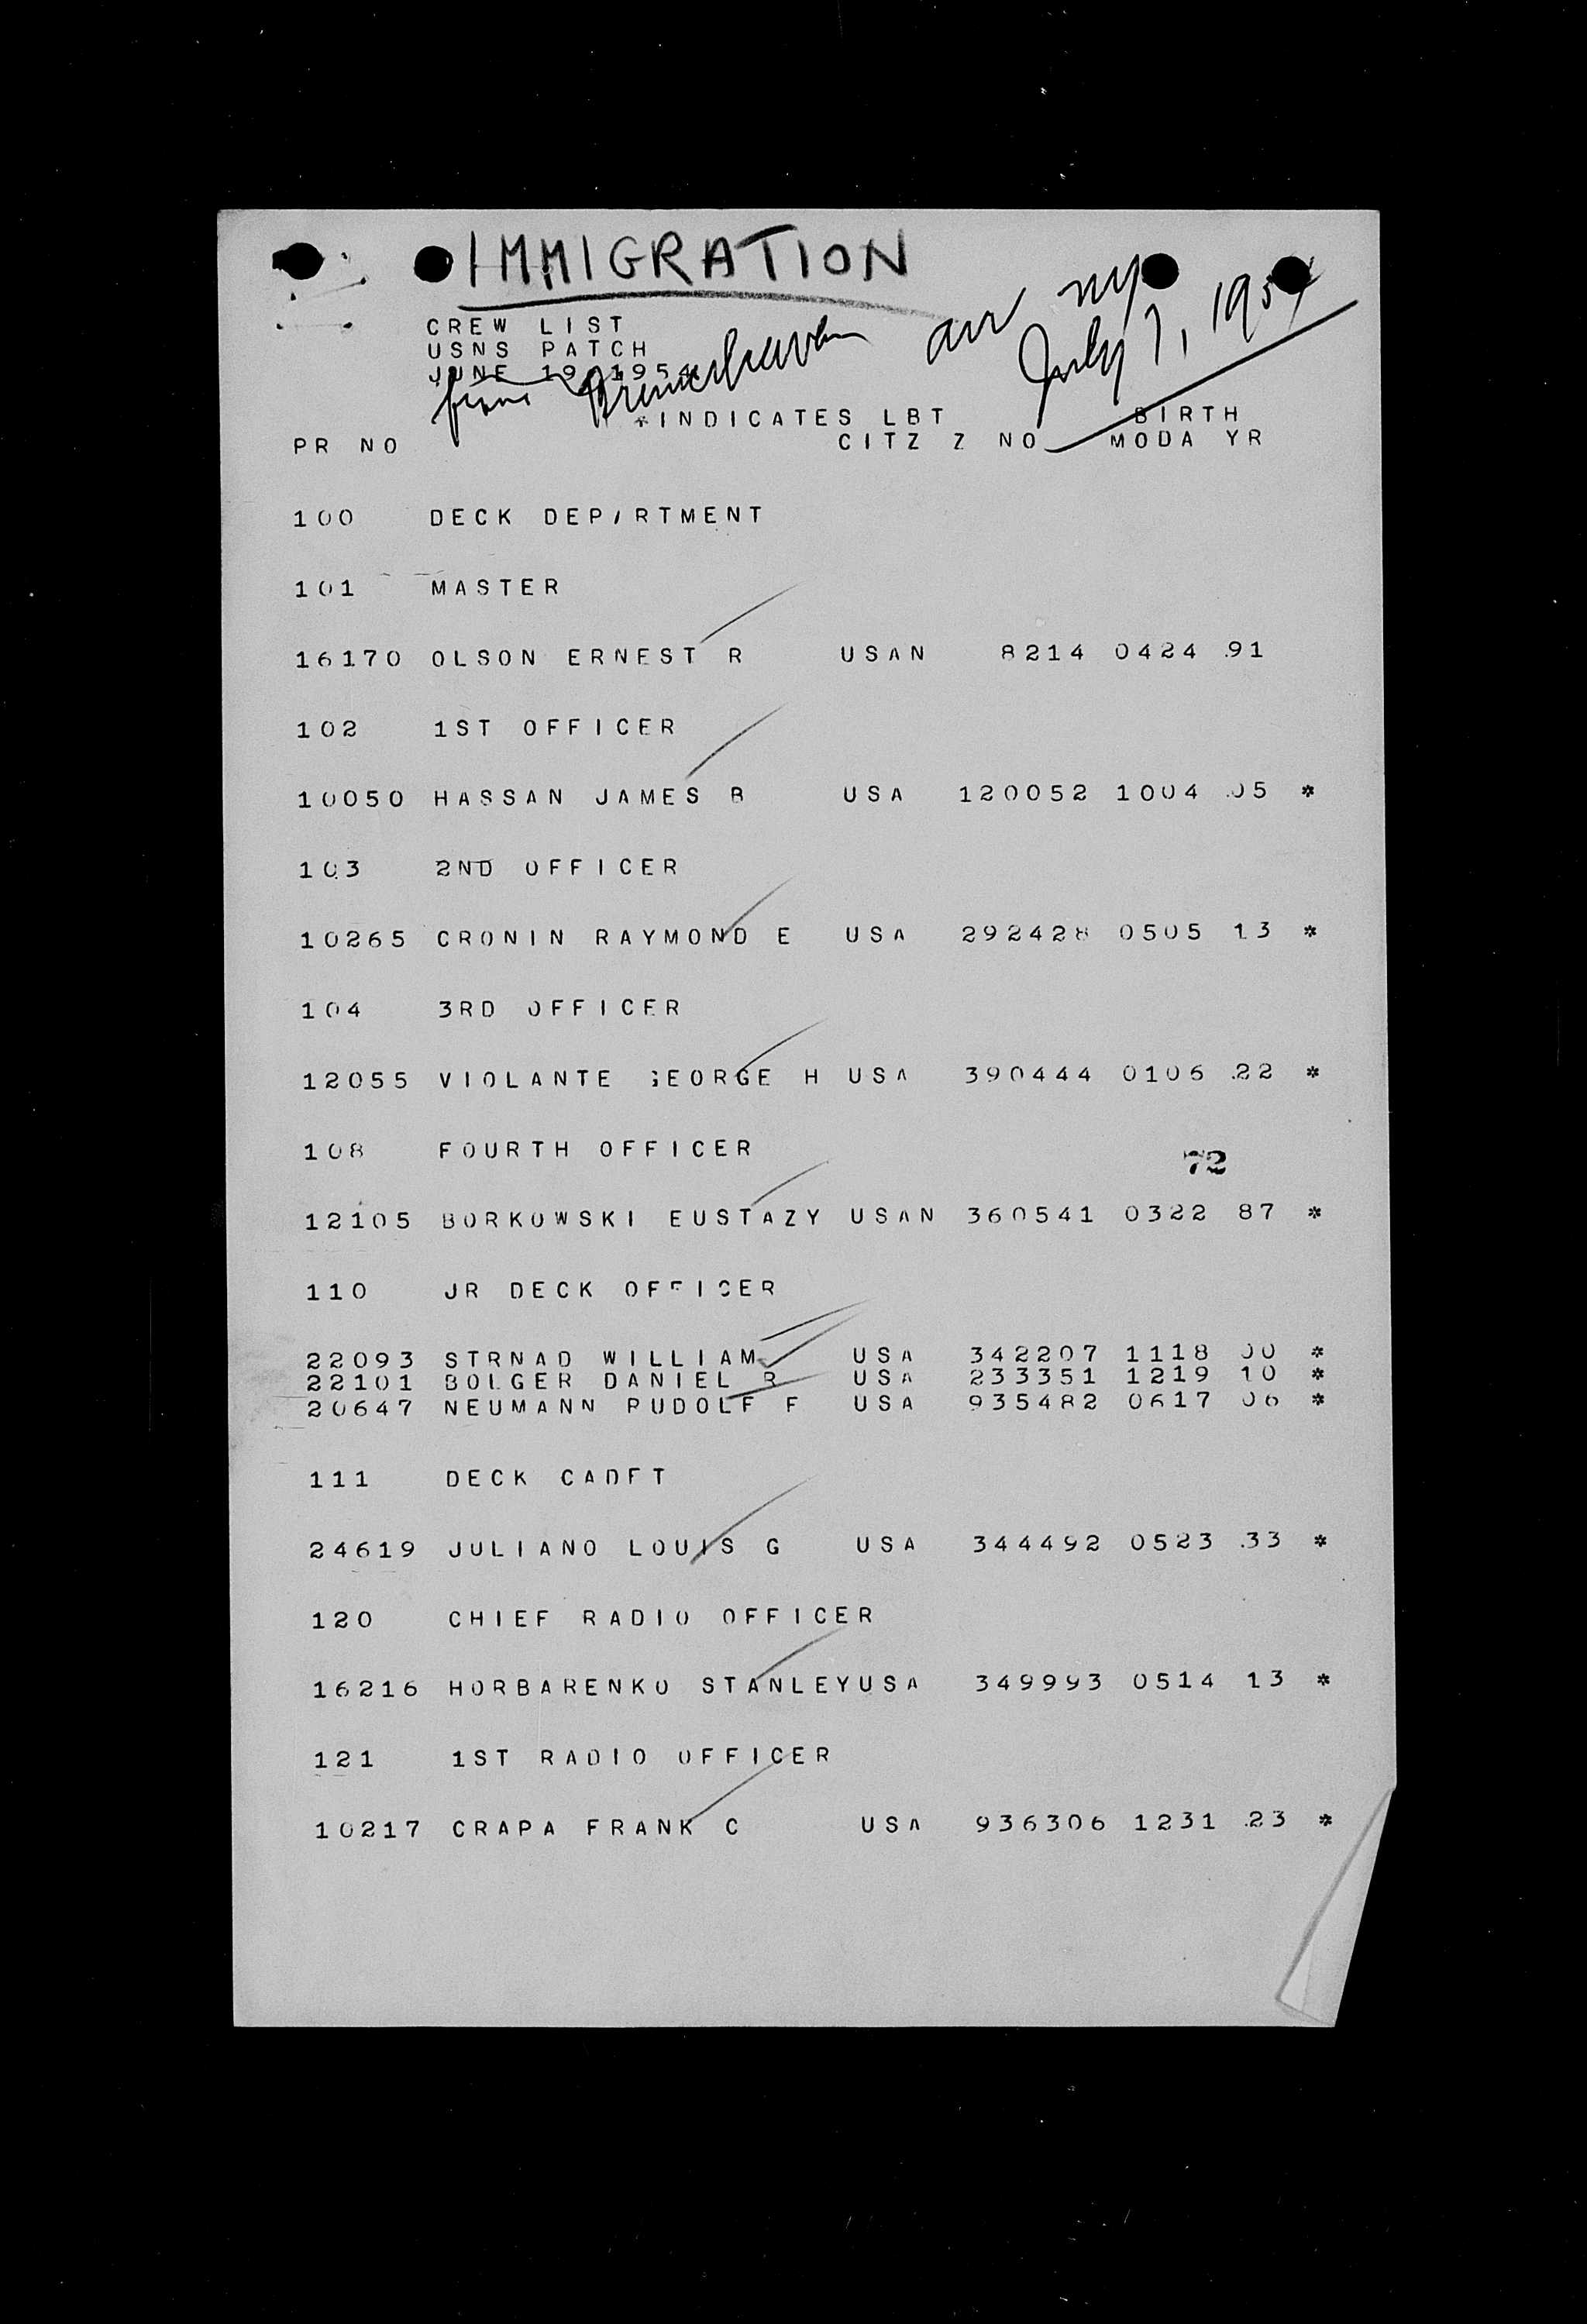 IMMIGRATION
CREW LIST
USNS PATCH
JUNE 19 1954
from Bremerhaven arr NY July 7, 1954
*INDICATES LBT BIRTH
PR NO CITZ Z NO MODA YR
100 DECK DEPARTMENT
101 MASTER
16170 OLSON ERNEST R USAN 8214 0424 91
102 1ST OFFICER
10050 HASSAN JAMES B USA 120052 1004 05 *
103 2ND OFFICER
10265 CRONIN RAYMOND E USA 292428 0505 13 *
104 3RD OFFICER
12055 VIOLANTE GEORGE H USA 390444 0106 22 *
108 FOURTH OFFICER
72
12105 BORKOWSKI EUSTAZY USAN 360541 0322 87 *
110 JR DECK OFFICER
22093 STRNAD WILLIAM USA 342207 1118 00 *
22101 BOLGER DANIEL R USA 233351 1219 10 *
20647 NEUMANN RUDOLF F USA 935482 0617 06 *
111 DECK CADET
24619 JULIANO LOUIS G USA 344492 0523 33 *
120 CHIEF RADIO OFFICER
16216 HORBARENKO STANLEYUSA 349993 0514 13 *
121 1ST RADIO OFFICER
10217 CRAPA FRANK C USA 936306 1231 23 *